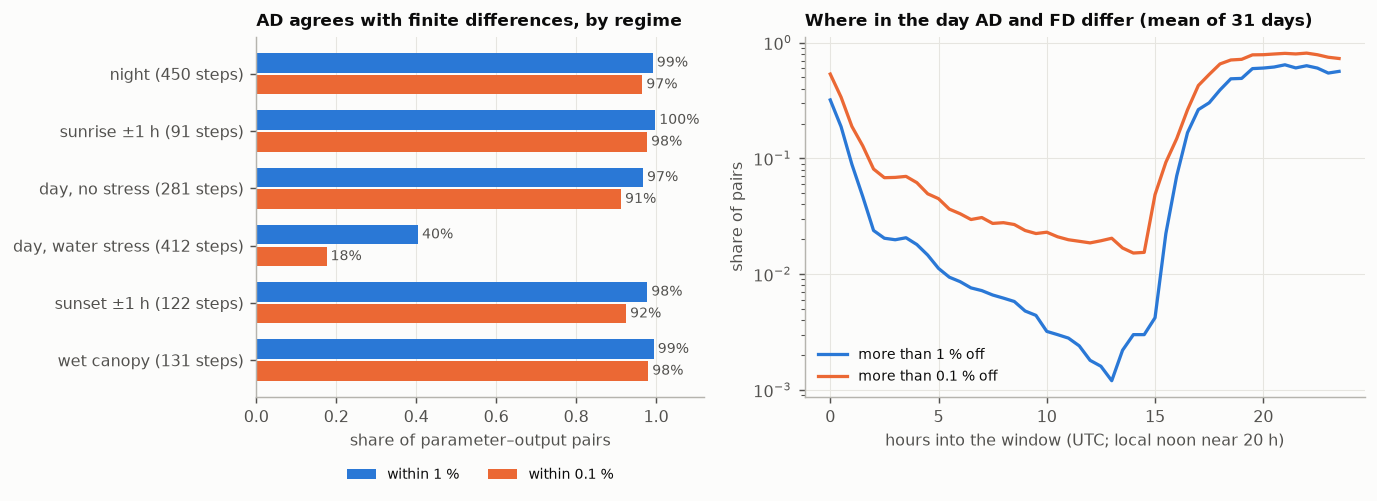 AD agrees with finite differences, by regime
night (450 steps)
99%
97%
sunrise ±1 h (91 steps)
100%
98%
day, no stress (281 steps)
97%
91%
day, water stress (412 steps)
40%
18%
sunset ±1 h (122 steps)
98%
92%
wet canopy (131 steps)
99%
98%
0.0 0.2 0.4 0.6 0.8 1.0
share of parameter–output pairs
within 1 % within 0.1 %
Where in the day AD and FD differ (mean of 31 days)
share of pairs
10⁰
10⁻¹
10⁻²
10⁻³
more than 1 % off
more than 0.1 % off
0 5 10 15 20
hours into the window (UTC; local noon near 20 h)